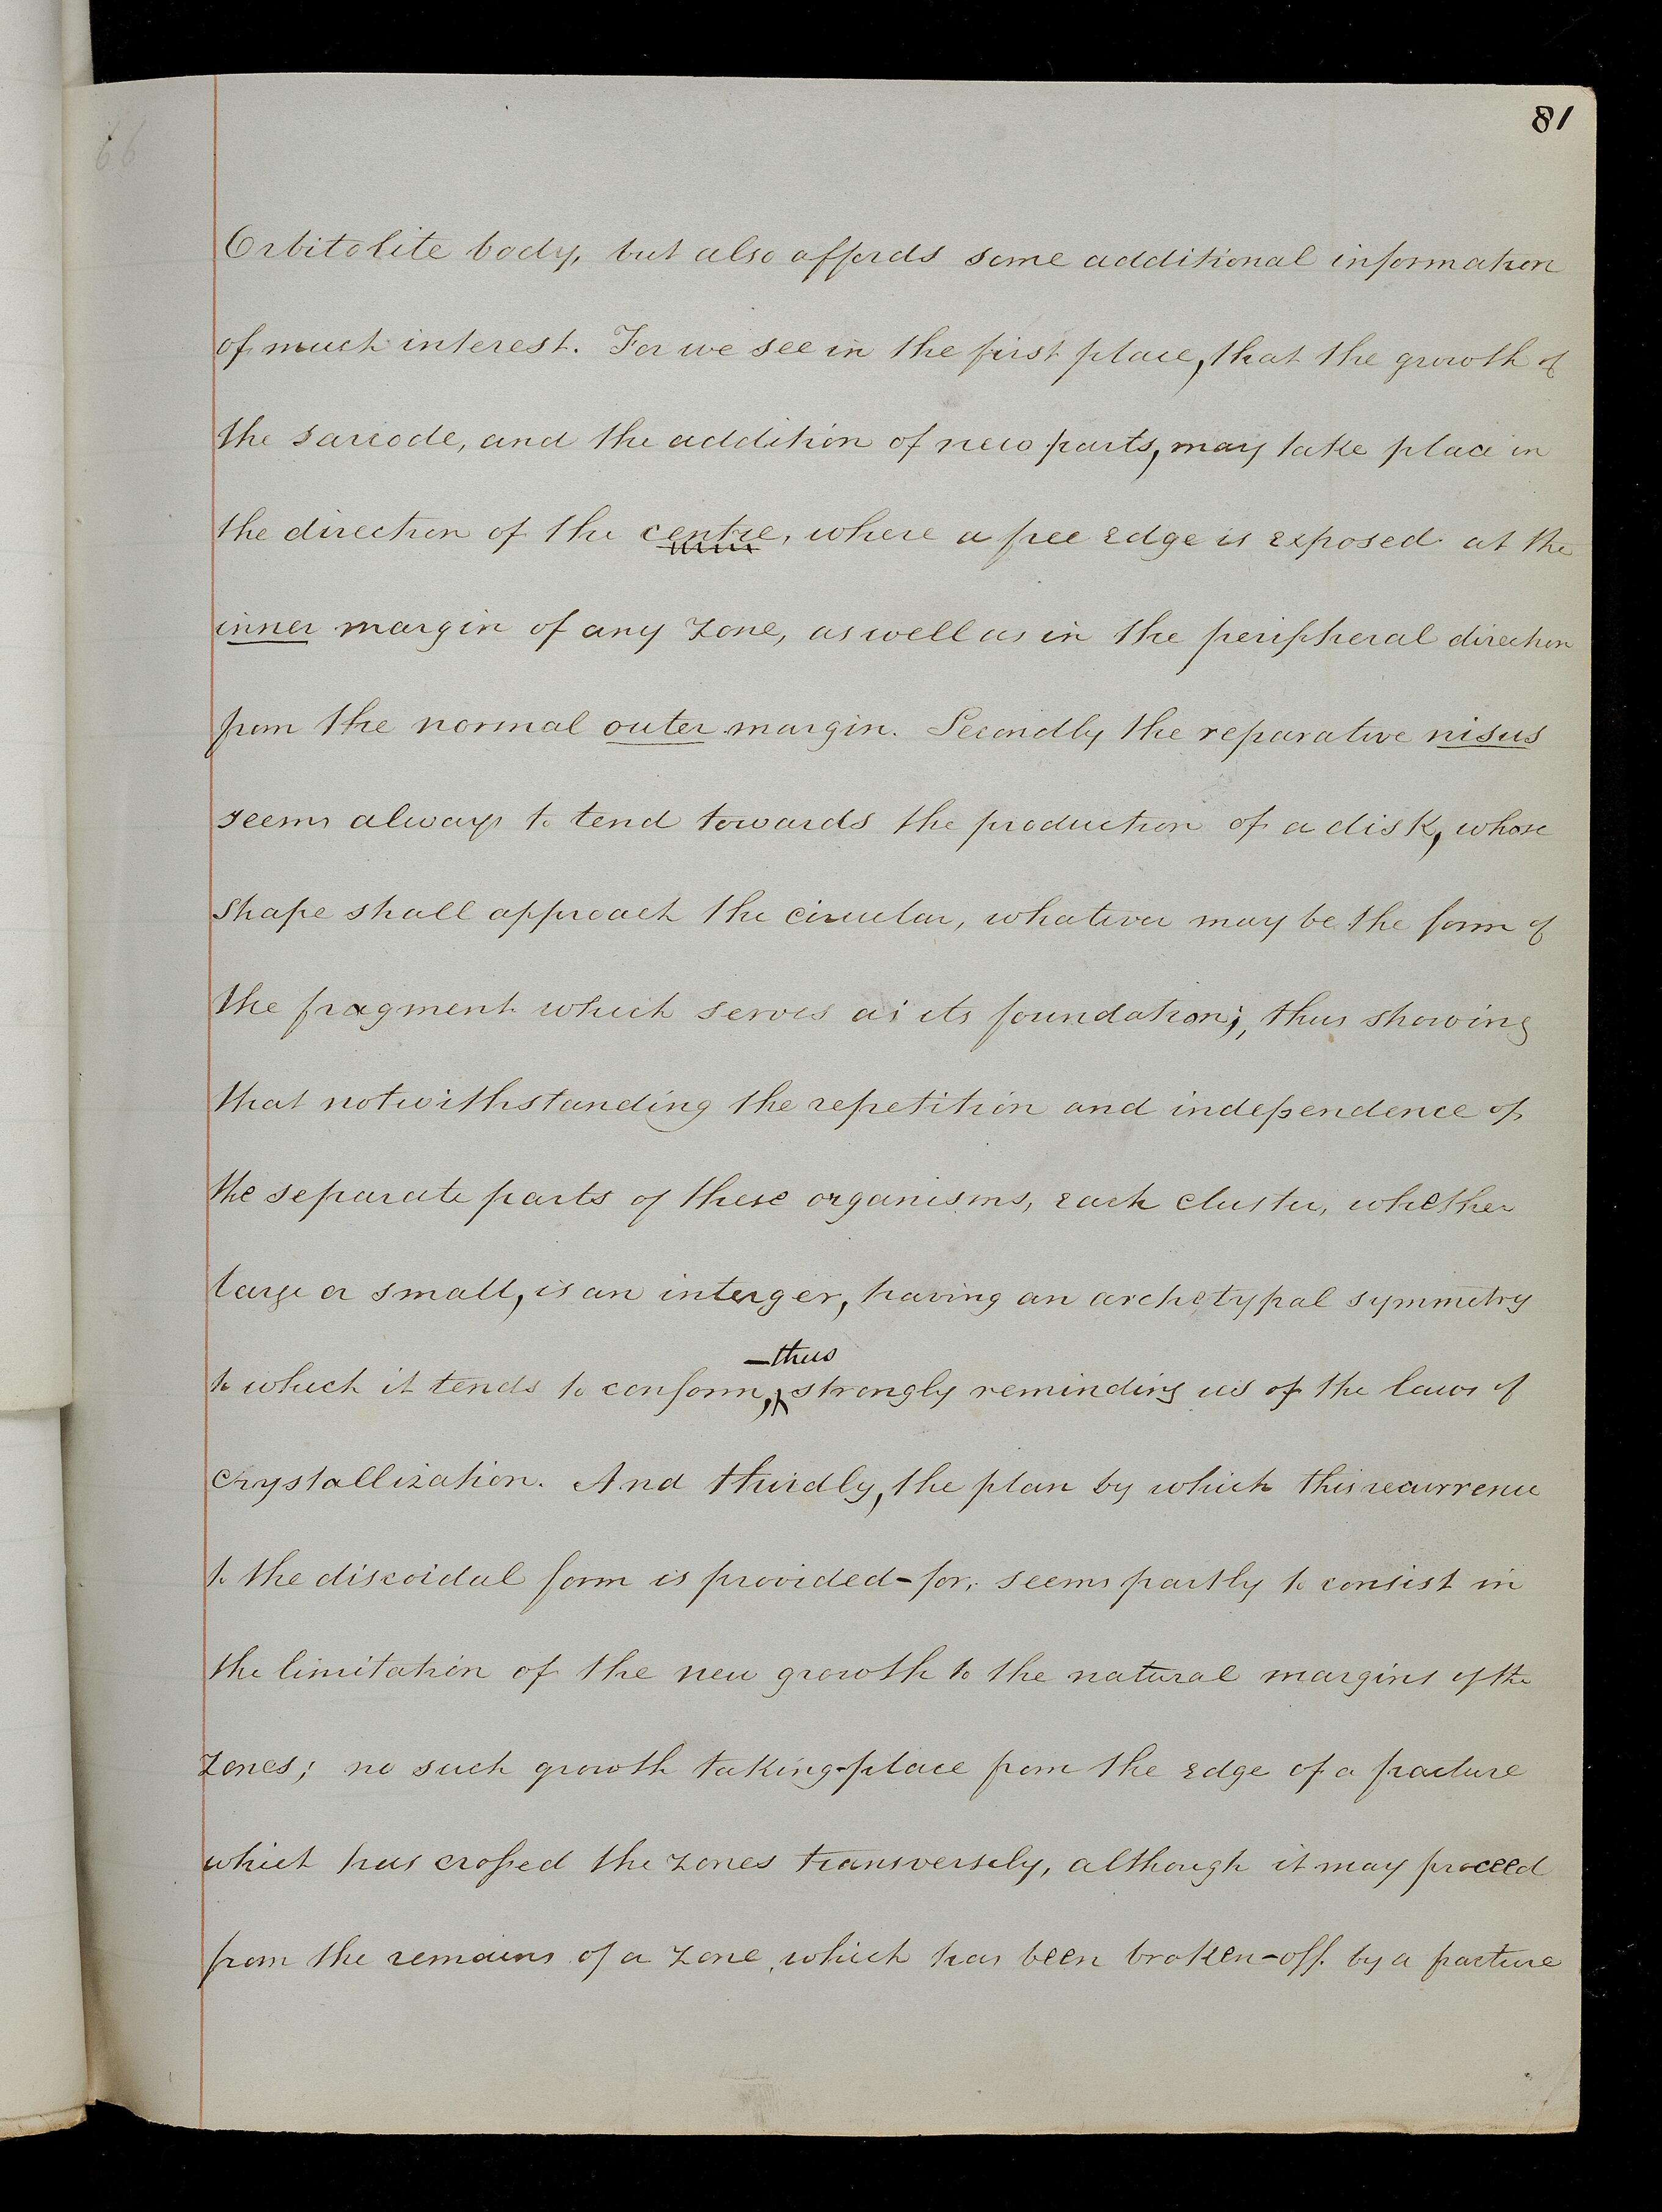 81
66
Orbitolite body, but also affords some additional information
of much interest. For we see in the first place, that the growth of
the sarcode, and the addition of new parts, may take place in
the direction of the centre, where a free edge is exposed at the
inner margin of any zone, as well as in the peripheral direction
from the normal outer margin. Secondly the reparative nisus
seems always to tend towards the production of a disk, whose
shape shall approach the circular, whatever may be the form of
the fragment which serves as its foundation; thus showing
that notwithstanding the repetition and independence of
the separate parts of these organisms, each cluster, whether
large or small, is an interger, having an archetypal symmetry
—thus
to which it tends to conform, strongly reminding us of the laws of
crystallization. And thirdly, the plan by which this recurrence
to the discoidal form is provided-for, seems partly to consist in
the limitation of the new growth to the natural margins of the
zones; no such growth taking-place from the edge of a fracture
which has crossed the zones transversely, although it may proceed
from the remains of a zone which has been broken-off by a fracture